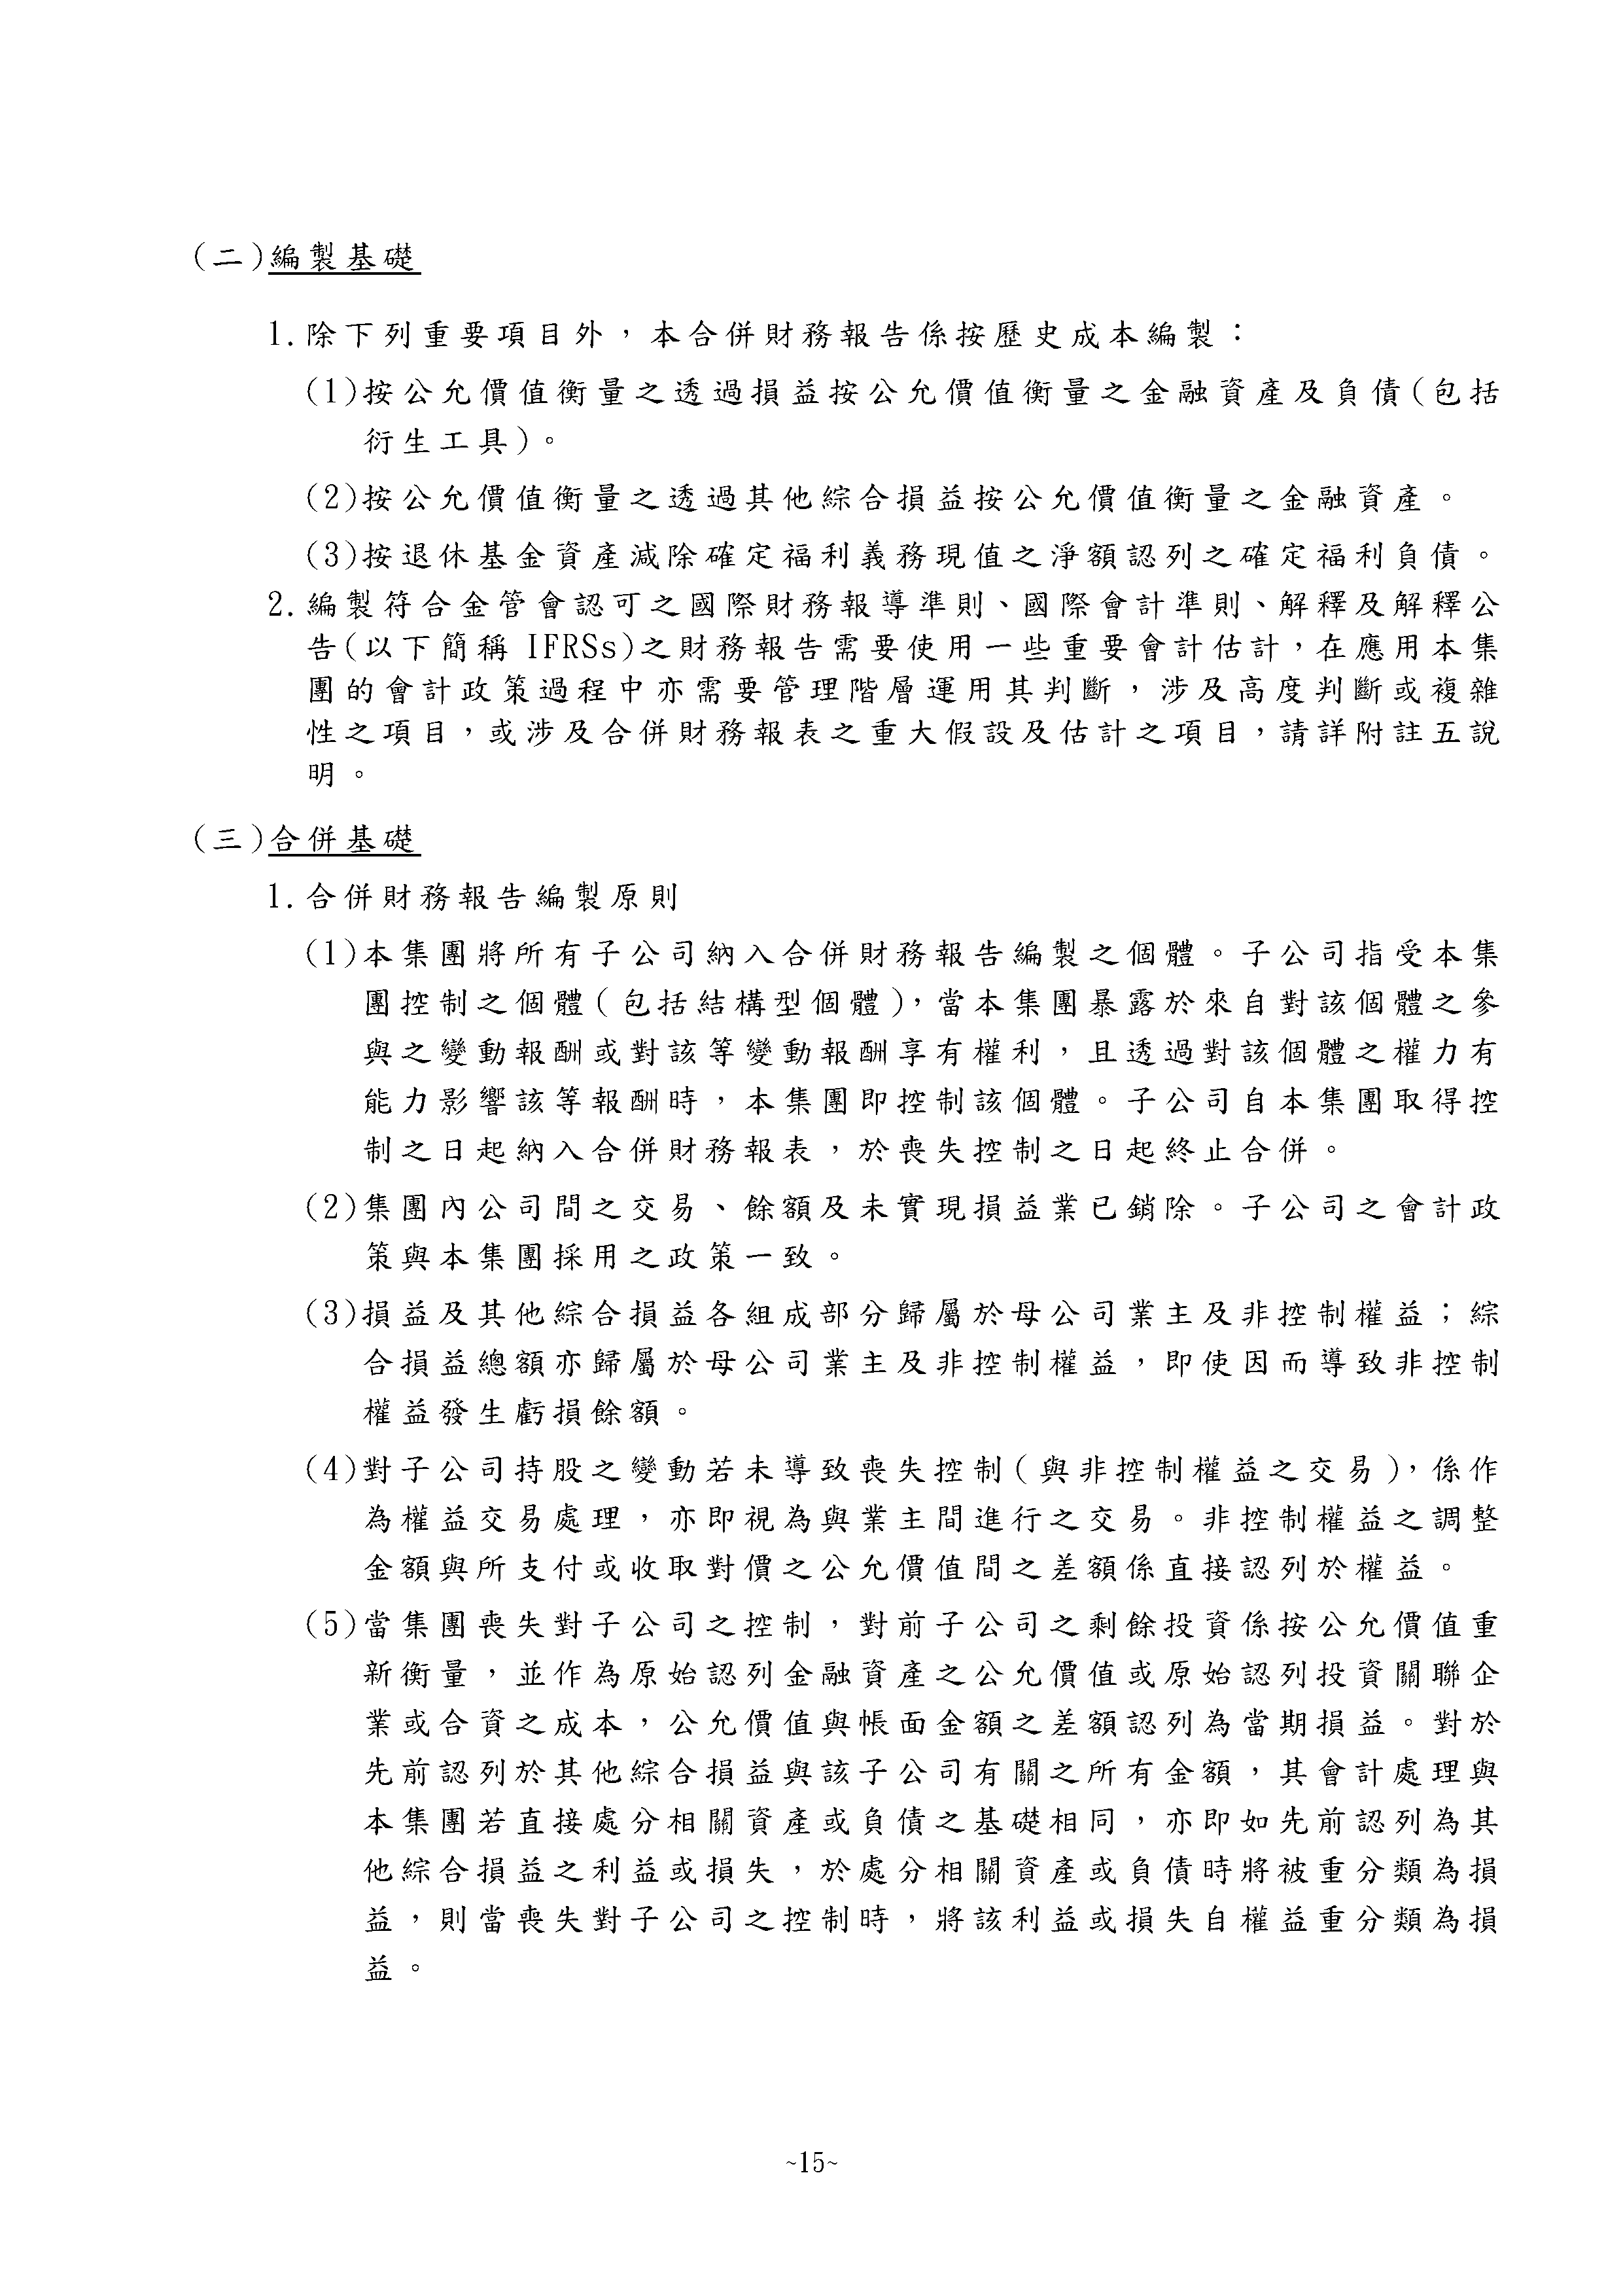 (二)編製基礎
1.除下列重要項目外，本合併財務報告係按歷史成本編製：
(1)按公允價值衡量之透過損益按公允價值衡量之金融資產及負債(包括
衍生工具)。
(2)按公允價值衡量之透過其他綜合損益按公允價值衡量之金融資產。
(3)按退休基金資產減除確定福利義務現值之淨額認列之確定福利負債。
2.編製符合金管會認可之國際財務報導準則、國際會計準則、解釋及解釋公
告(以下簡稱 IFRSs)之財務報告需要使用一些重要會計估計，在應用本集
團的會計政策過程中亦需要管理階層運用其判斷，涉及高度判斷或複雜
性之項目，或涉及合併財務報表之重大假設及估計之項目，請詳附註五說
明。
(三)合併基礎
1.合併財務報告編製原則
(1)本集團將所有子公司納入合併財務報告編製之個體。子公司指受本集
團控制之個體(包括結構型個體)，當本集團暴露於來自對該個體之參
與之變動報酬或對該等變動報酬享有權利，且透過對該個體之權力有
能力影響該等報酬時，本集團即控制該個體。子公司自本集團取得控
制之日起納入合併財務報表，於喪失控制之日起終止合併。
(2)集團內公司間之交易、餘額及未實現損益業已銷除。子公司之會計政
策與本集團採用之政策一致。
(3)損益及其他綜合損益各組成部分歸屬於母公司業主及非控制權益；綜
合損益總額亦歸屬於母公司業主及非控制權益，即使因而導致非控制
權益發生虧損餘額。
(4)對子公司持股之變動若未導致喪失控制(與非控制權益之交易)，係作
為權益交易處理，亦即視為與業主間進行之交易。非控制權益之調整
金額與所支付或收取對價之公允價值間之差額係直接認列於權益。
(5)當集團喪失對子公司之控制，對前子公司之剩餘投資係按公允價值重
新衡量，並作為原始認列金融資產之公允價值或原始認列投資關聯企
業或合資之成本，公允價值與帳面金額之差額認列為當期損益。對於
先前認列於其他綜合損益與該子公司有關之所有金額，其會計處理與
本集團若直接處分相關資產或負債之基礎相同，亦即如先前認列為其
他綜合損益之利益或損失，於處分相關資產或負債時將被重分類為損
益，則當喪失對子公司之控制時，將該利益或損失自權益重分類為損
益。
~15~